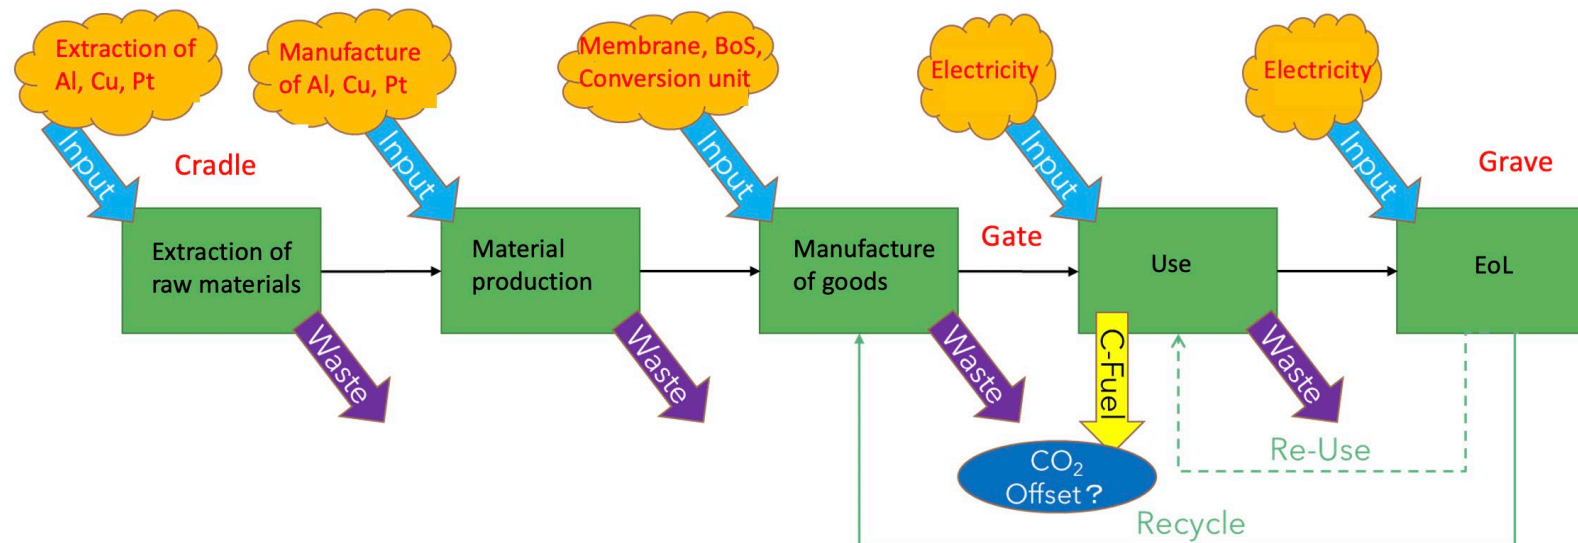 Extraction of
Al, Cu, Pt
Manufacture
of Al, Cu, Pt
Membrane, BoS,
Conversion unit
Electricity
Electricity
Input
Input
Input
Input
Input
Cradle
Gate
Grave
Extraction of
raw materials
Material
production
Manufacture
of goods
Use
EoL
Waste
Waste
Waste
C-Fuel
Waste
CO₂
Offset?
Re-Use
Recycle